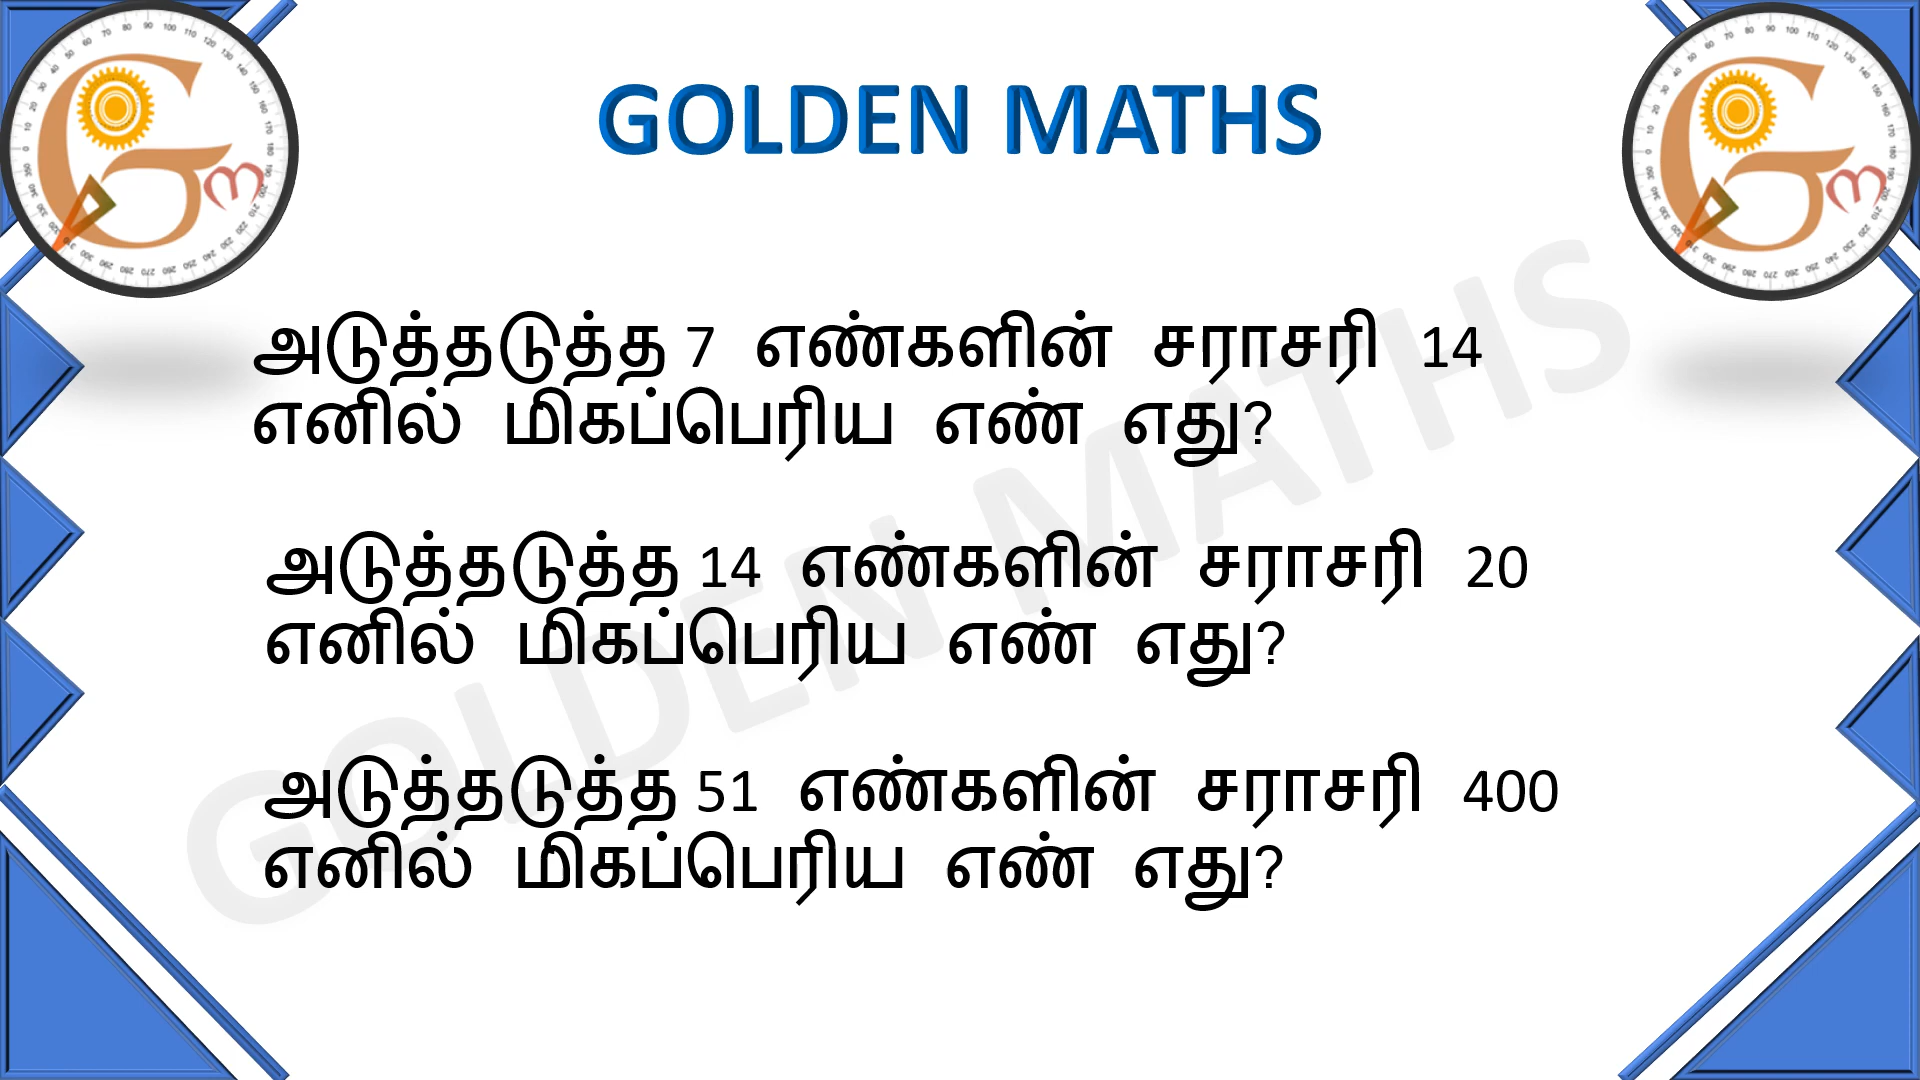 GOLDEN MATHS
அடுத்தடுத்த 7 எண்களின் சராசரி 14
எனில் மிகப்பெரிய எண் எது?
அடுத்தடுத்த 14 எண்களின் சராசரி 20
எனில் மிகப்பெரிய எண் எது?
அடுத்தடுத்த 51 எண்களின் சராசரி 400
எனில் மிகப்பெரிய எண் எது?
GOLDEN MATHS